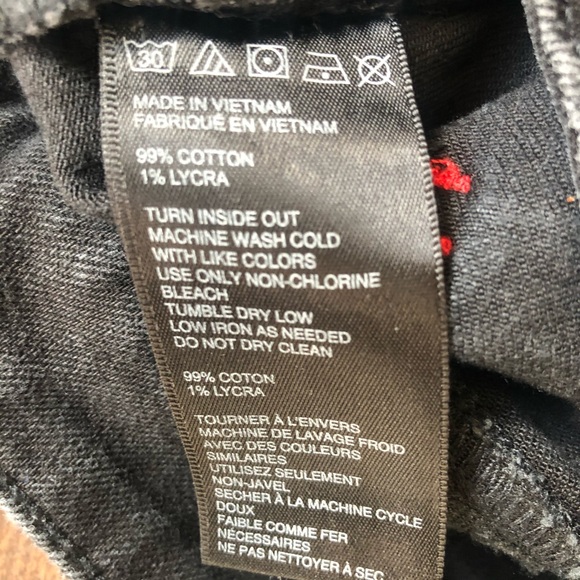 30
MADE IN VIETNAM
FABRIQUÉ EN VIETNAM
99% COTTON
1% LYCRA
TURN INSIDE OUT
MACHINE WASH COLD
WITH LIKE COLORS
USE ONLY NON-CHLORINE
BLEACH
TUMBLE DRY LOW
LOW IRON AS NEEDED
DO NOT DRY CLEAN
99% COTON
1% LYCRA
TOURNER À L'ENVERS
MACHINE DE LAVAGE FROID
AVEC DES COULEURS
SIMILAIRES
UTILISEZ SEULEMENT
NON-JAVEL
SECHER À LA MACHINE CYCLE
DOUX
FAIBLE COMME FER
NÉCESSAIRES
NE PAS NETTOYER À SEC